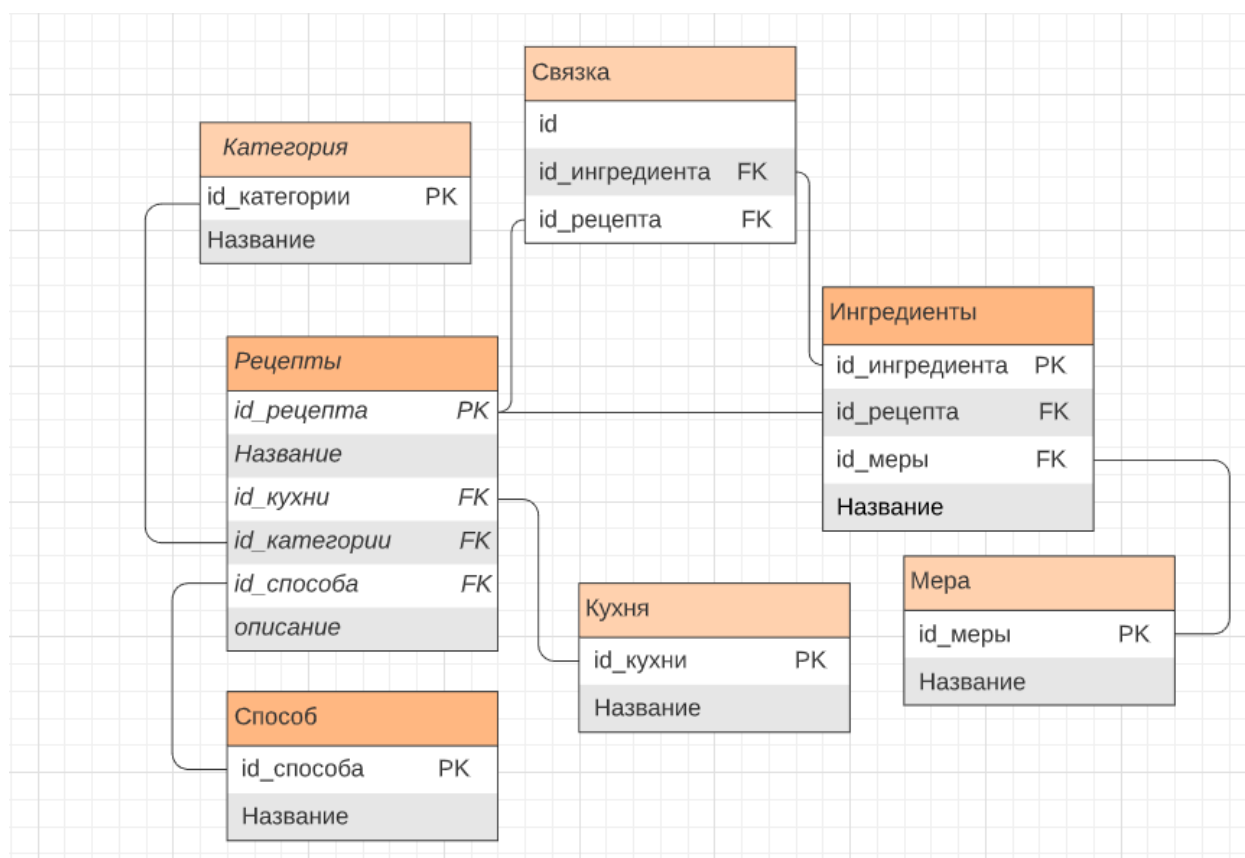 Связка
id
id_ингредиента FK
id_рецепта FK
Категория
id_категории PK
Название
Ингредиенты
id_ингредиента PK
id_рецепта FK
id_меры FK
Название
Рецепты
id_рецепта PK
Название
id_кухни FK
id_категории FK
id_способа FK
описание
Кухня
id_кухни PK
Название
Мера
id_меры PK
Название
Способ
id_способа PK
Название